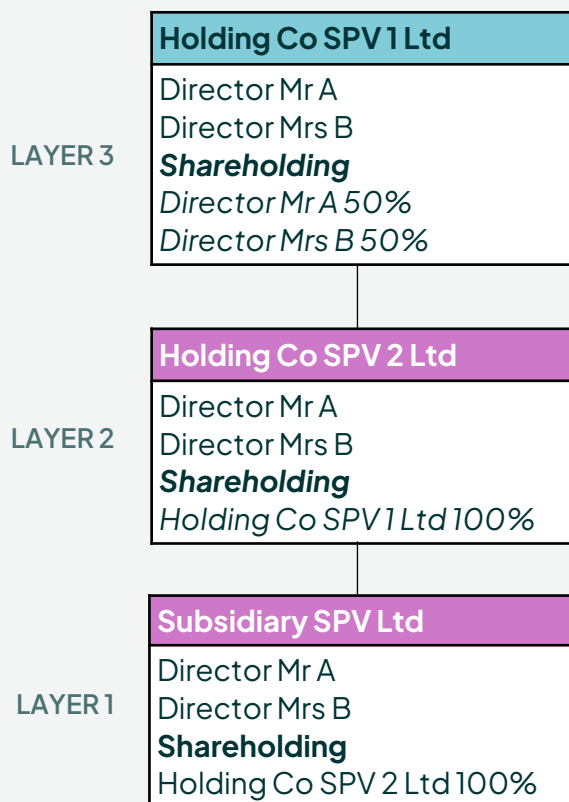 Holding Co SPV 1 Ltd
Director Mr A
Director Mrs B
LAYER 3
Shareholding
Director Mr A 50%
Director Mrs B 50%
Holding Co SPV 2 Ltd
Director Mr A
LAYER 2
Director Mrs B
Shareholding
Holding Co SPV 1 Ltd 100%
Subsidiary SPV Ltd
Director Mr A
LAYER 1
Director Mrs B
Shareholding
Holding Co SPV 2 Ltd 100%